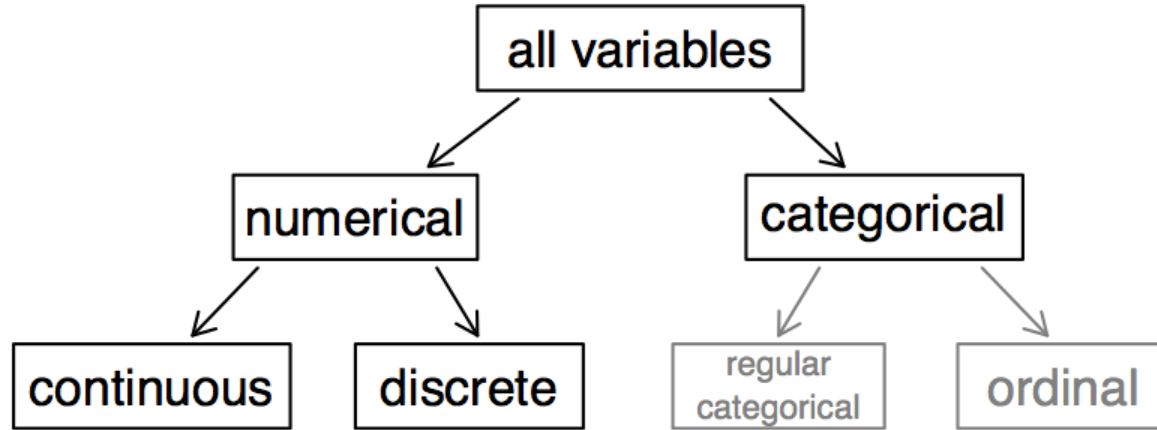 all variables
numerical
categorical
continuous
discrete
regular
categorical
ordinal